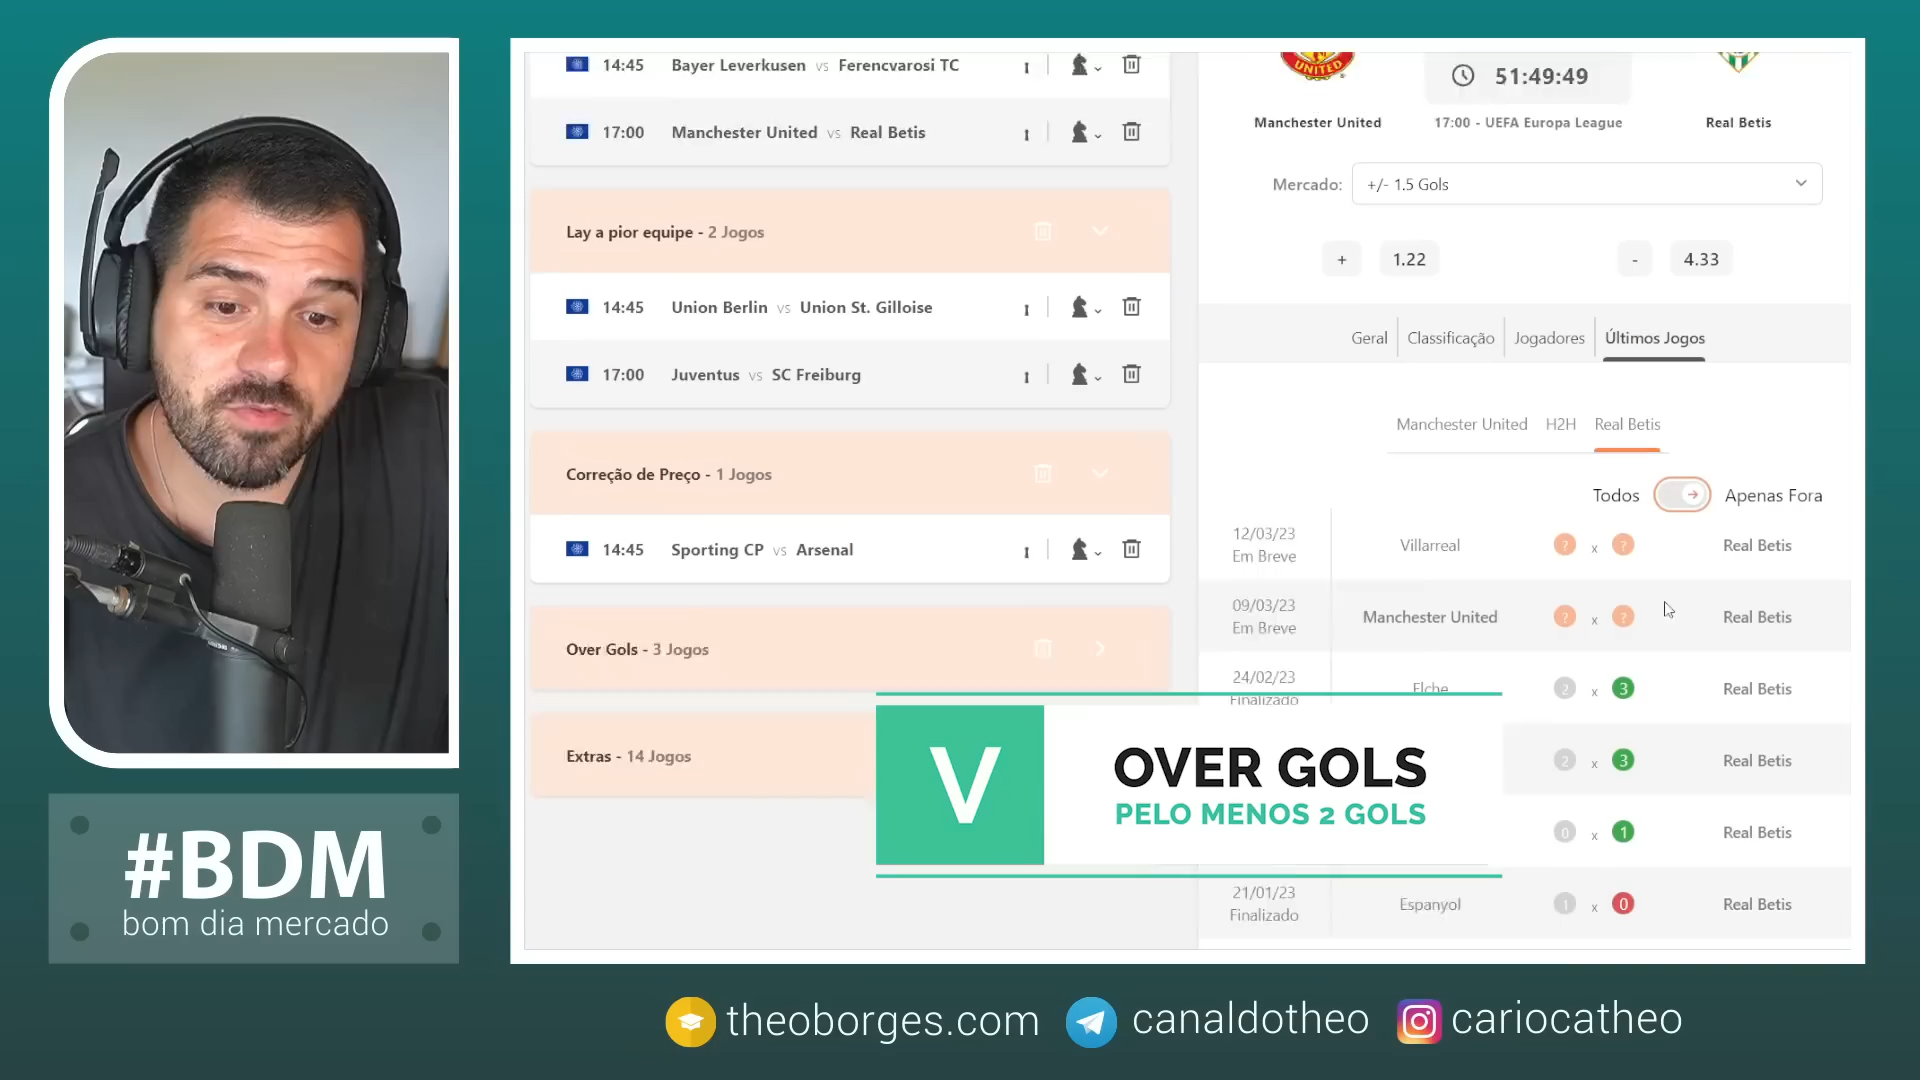 14:45 Bayer Leverkusen vs Ferencvarosi TC
17:00 Manchester United vs Real Betis
Lay a pior equipe - 2 Jogos
14:45 Union Berlin vs Union St. Gilloise
17:00 Juventus vs SC Freiburg
Correção de Preço - 1 Jogos
14:45 Sporting CP vs Arsenal
Over Gols - 3 Jogos
Extras - 14 Jogos
UNITED
51:49:49
Manchester United
17:00 - UEFA Europa League
Real Betis
Mercado: +/- 1.5 Gols
+ 1.22 - 4.33
Geral Classificação Jogadores Últimos Jogos
Manchester United H2H Real Betis
Todos Apenas Fora
12/03/23
Em Breve
Villarreal ? x ? Real Betis
09/03/23
Em Breve
Manchester United ? x ? Real Betis
24/02/23
Finalizado
Elche 2 x 3 Real Betis
2 x 3 Real Betis
0 x 1 Real Betis
21/01/23
Finalizado
Espanyol 1 x 0 Real Betis
V
OVER GOLS
PELO MENOS 2 GOLS
#BDM
bom dia mercado
theoborges.com canaldotheo cariocatheo